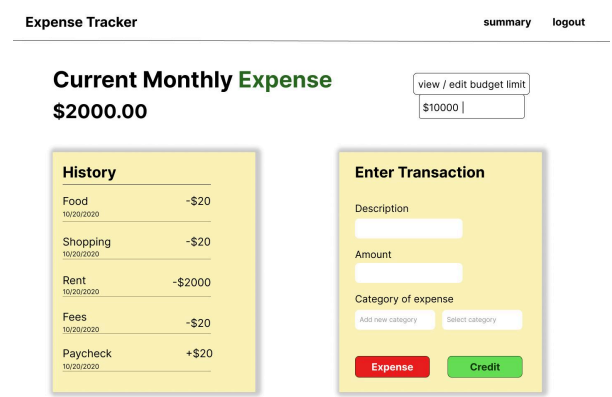 Expense Tracker
summary logout
Current Monthly Expense
$2000.00
view / edit budget limit
$10000 |
History
Food -$20
10/20/2020
Shopping -$20
10/20/2020
Rent -$2000
10/20/2020
Fees -$20
10/20/2020
Paycheck +$20
10/20/2020
Enter Transaction
Description
Amount
Category of expense
Add new category Select category
Expense Credit